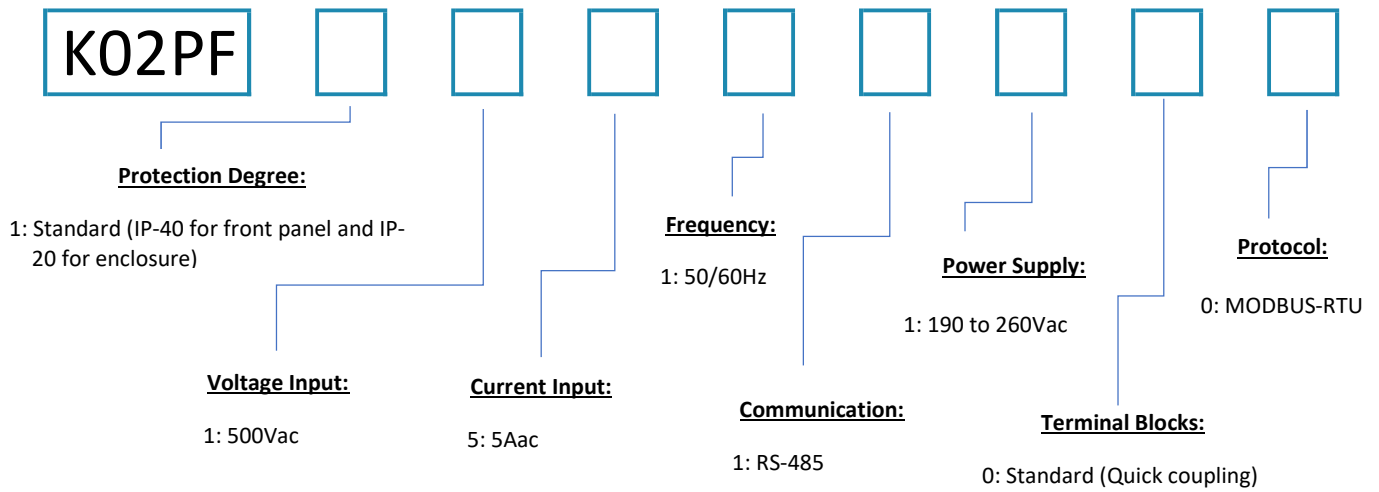 K02PF
Protection Degree:
1: Standard (IP-40 for front panel and IP-
20 for enclosure)
Voltage Input:
1: 500Vac
Current Input:
5: 5Aac
Frequency:
1: 50/60Hz
Communication:
1: RS-485
Power Supply:
1: 190 to 260Vac
Terminal Blocks:
0: Standard (Quick coupling)
Protocol:
0: MODBUS-RTU